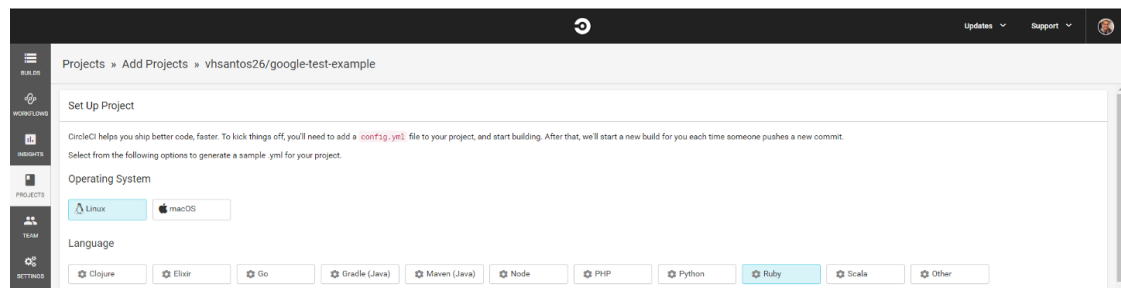 Updates
Support
BUILDS
WORKFLOWS
INSIGHTS
PROJECTS
TEAM
SETTINGS
Projects » Add Projects » vhsantos26/google-test-example
Set Up Project
CircleCI helps you ship better code, faster. To kick things off, you'll need to add a config.yml file to your project, and start building. After that, we'll start a new build for you each time someone pushes a new commit.
Select from the following options to generate a sample .yml for your project.
Operating System
Linux macOS
Language
Clojure Elixir Go Gradle (Java) Maven (Java) Node PHP Python Ruby Scala Other